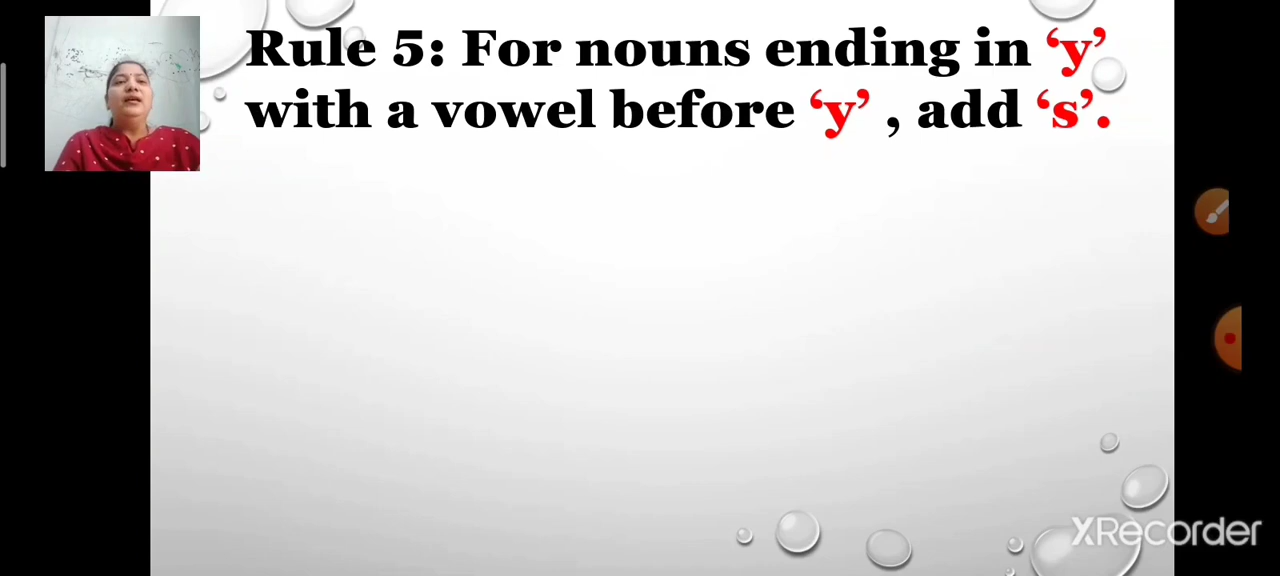 Rule 5: For nouns ending in ‘y’
with a vowel before ‘y’ , add ‘s’.
XRecorder